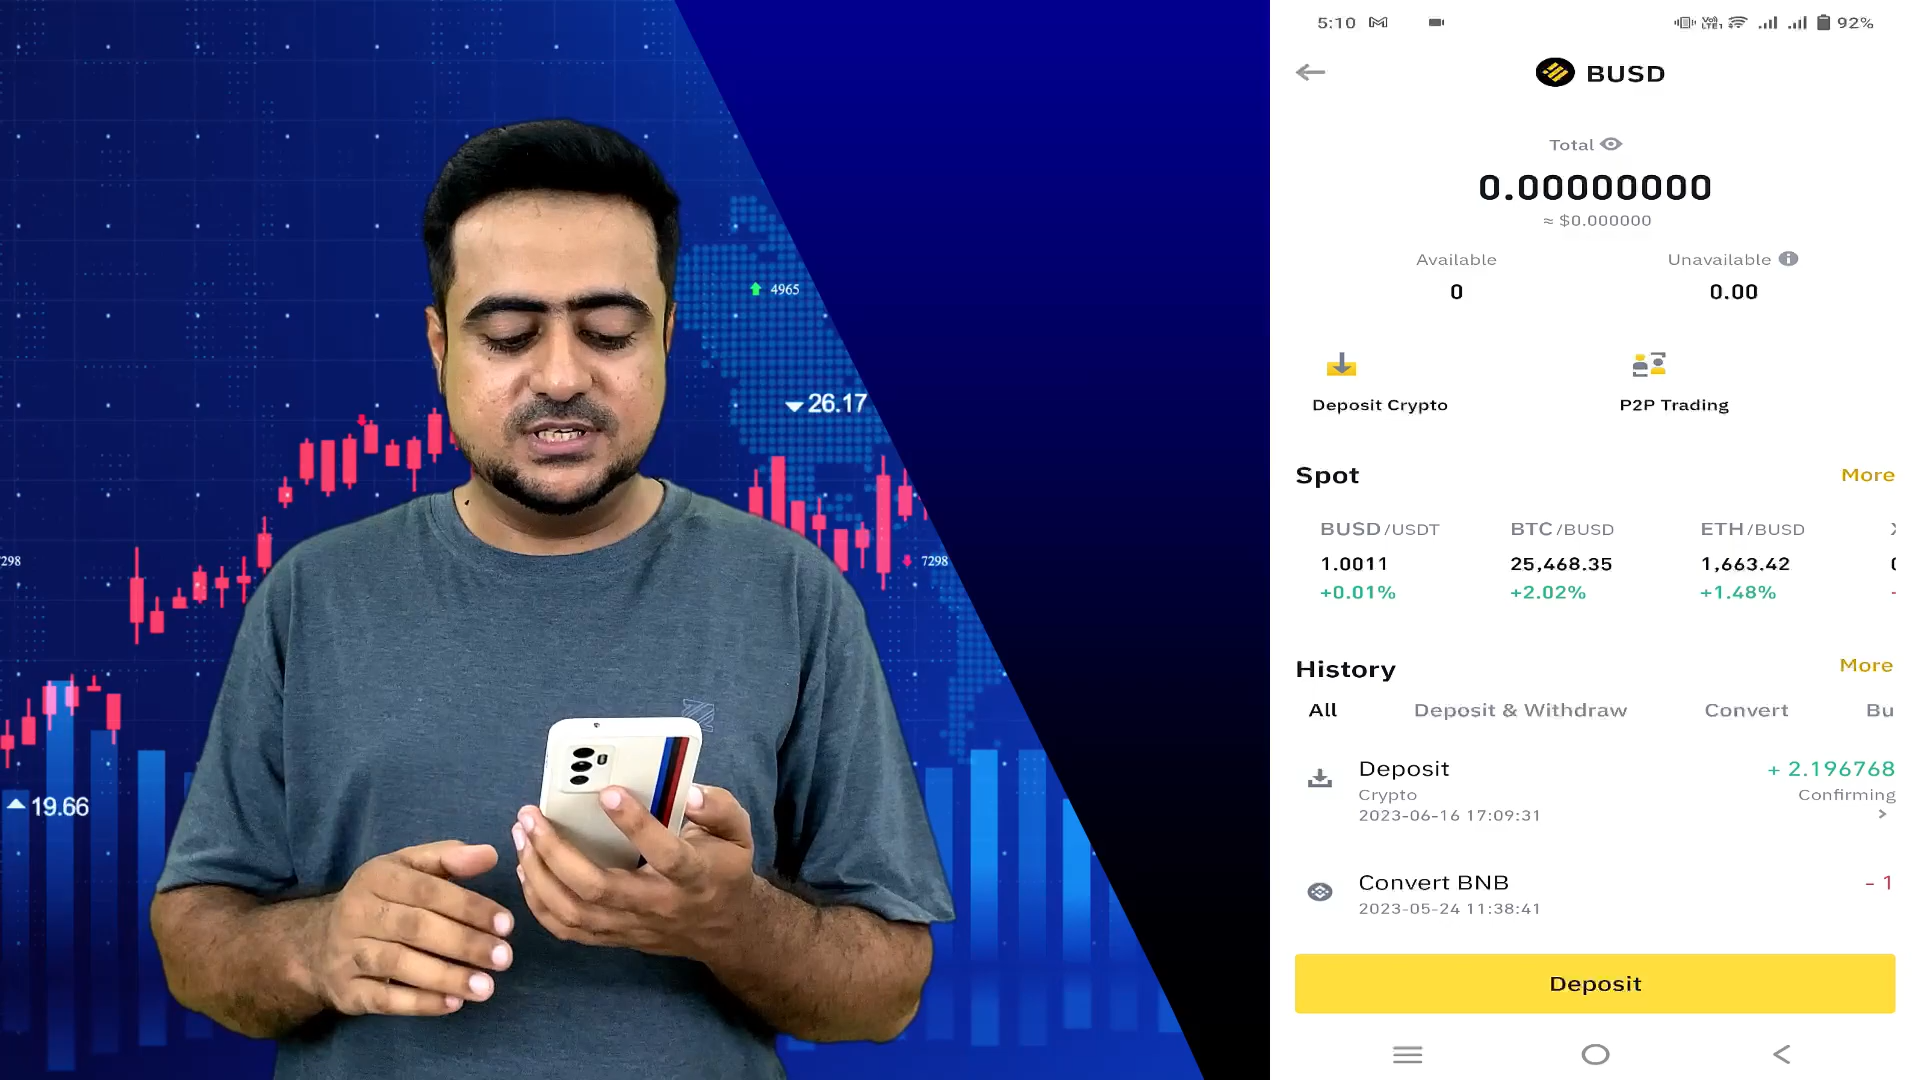 5:10 92%
BUSD
Total
0.00000000
≈ $0.000000
Available Unavailable
0 0.00
Deposit Crypto P2P Trading
Spot More
BUSD/USDT BTC/BUSD ETH/BUSD
1.0011 25,468.35 1,663.42
+0.01% +2.02% +1.48%
History More
All Deposit & Withdraw Convert Bu
Deposit + 2.196768
Crypto Confirming
2023-06-16 17:09:31 >
Convert BNB - 1
2023-05-24 11:38:41
Deposit
4965
26.17
7298
7298
19.66